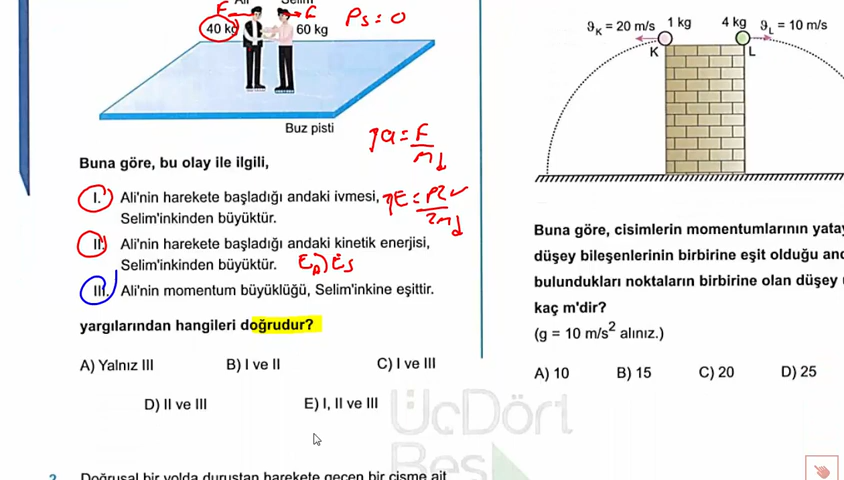 Ali Selim
F F Ps = 0
40 kg 60 kg
Buz pisti
a = F/m
Buna göre, bu olay ile ilgili,
I. Ali'nin harekete başladığı andaki ivmesi,
Selim'inkinden büyüktür.
E = P2/2m
II. Ali'nin harekete başladığı andaki kinetik enerjisi,
Selim'inkinden büyüktür.
III. Ali'nin momentum büyüklüğü, Selim'inkine eşittir.
yargılarından hangileri doğrudur?
A) Yalnız III B) I ve II C) I ve III
D) II ve III E) I, II ve III
2. Doğrusal bir yolda duruştan harekete geçen bir cisme ait
ϑK = 20 m/s 1 kg 4 kg ϑL = 10 m/s
K L
Buna göre, cisimlerin momentumlarının yatay
düşey bileşenlerinin birbirine eşit olduğu
bulundukları noktaların birbirine olan düşey
kaç m'dir?
(g = 10 m/s² alınız.)
A) 10 B) 15 C) 20 D) 25
ÜçDört
Beş